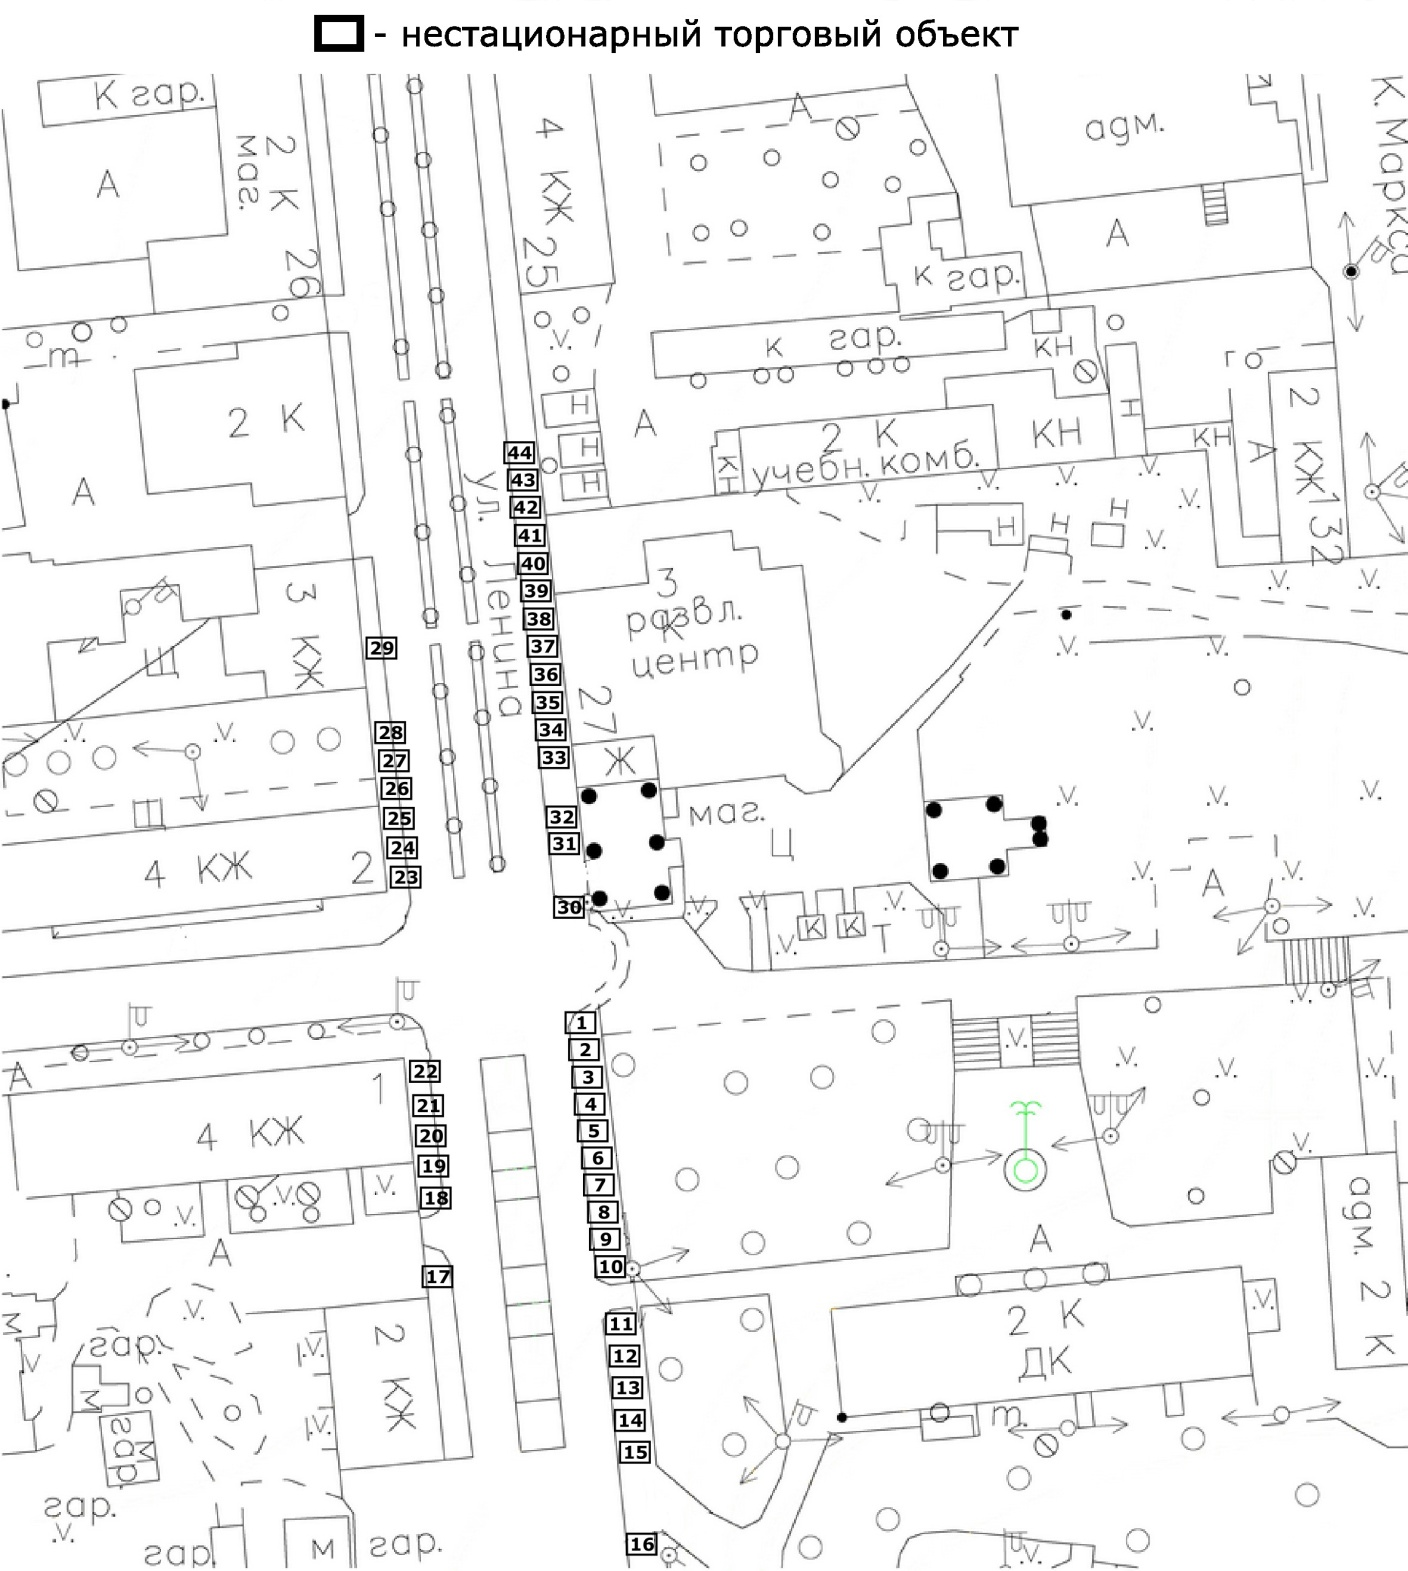 - нестационарный торговый объект
К гар.
А
2 К
маг.
26
4 КЖ
25
А
адм.
К. Маркса
А
К гар.
к гар.
КН
т
2 К
А
Н
Н
Н
А
2 К
учебн. комб.
КН
КН
Н
КН
А
2 КЖ
132
г
ул. Ленина
44
43
42
41
40
39
38
37
36
35
34
33
32
31
30
Н
Н
Н
3 КЖ
Щ
29
28
27
26
25
24
23
3
К
развл.
центр
27
Ж
маг.
Ц
4 КЖ 2
К
К
Т
А
А
1
4 КЖ
А
22
21
20
19
18
17
1
2
3
4
5
6
7
8
9
10
11
12
13
14
15
16
А
2 К
ДК
адм. 2 К
т.
2 КЖ
гар.
М
М
гар.
М
гар.
гар.
М
гар.